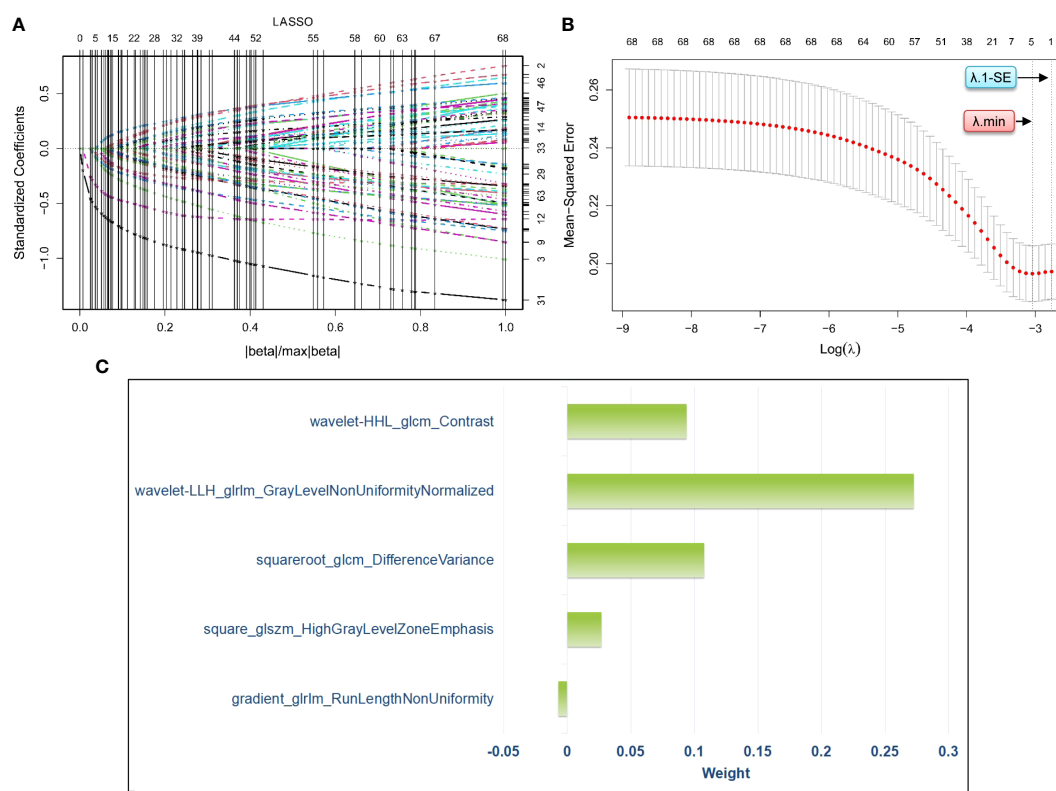 A
LASSO
0 5 15 22 28 32 39 44 52 55 58 60 63 67 68
Standardized Coefficients
0.5
0.0
−0.5
−1.0
2
46
47
14
33
29
63
12
9
3
31
0.0 0.2 0.4 0.6 0.8 1.0
|beta|/max|beta|
B
68 68 68 68 68 68 68 68 68 66 64 60 57 51 38 21 7 5 1
Mean−Squared Error
0.26
0.24
0.22
0.20
λ.1-SE
λ.min
−9 −8 −7 −6 −5 −4 −3
Log(λ)
C
wavelet-HHL_glcm_Contrast
wavelet-LLH_glrlm_GrayLevelNonUniformityNormalized
squareroot_glcm_DifferenceVariance
square_glszm_HighGrayLevelZoneEmphasis
gradient_glrlm_RunLengthNonUniformity
-0.05 0 0.05 0.1 0.15 0.2 0.25 0.3
Weight